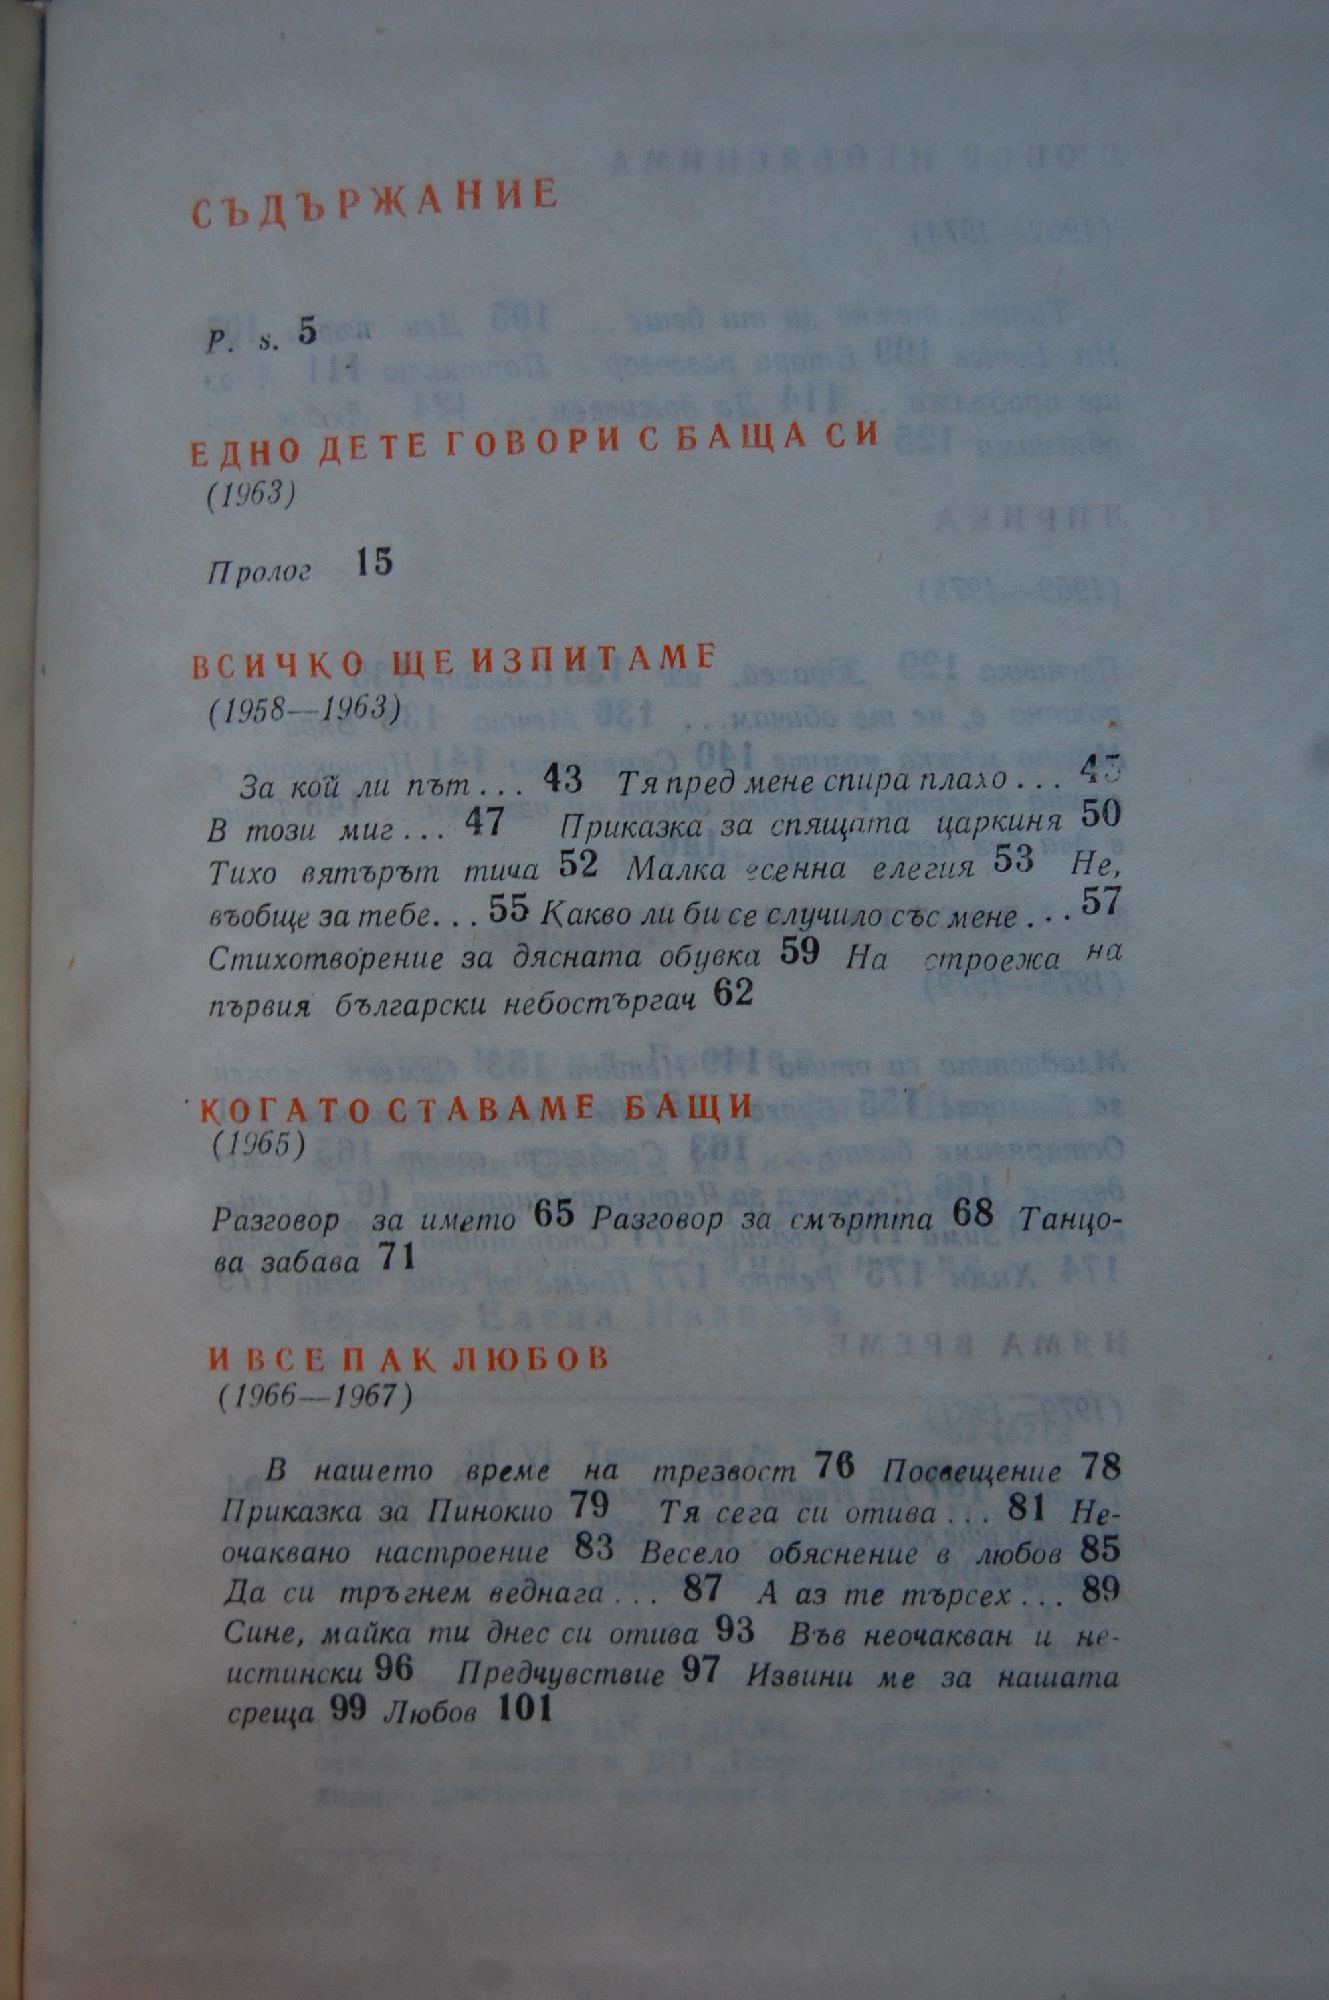 СЪДЪРЖАНИЕ
P. s. 5
ЕДНО ДЕТЕ ГОВОРИ С БАЩА СИ
(1963)
Пролог 15
ВСИЧКО ЩЕ ИЗПИТАМЕ
(1958—1963)
За кой ли път... 43 Тя пред мене спира плахо... 45
В този миг... 47 Приказка за спящата царкиня 50
Тихо вятърът тича 52 Малка есенна елегия 53 Не,
въобще за тебе... 55 Какво ли би се случило със мене... 57
Стихотворение за дясната обувка 59 На строежа на
първия български небостъргач 62
КОГАТО СТАВАМЕ БАЩИ
(1965)
Разговор за името 65 Разговор за смъртта 68 Танцо-
ва забава 71
И ВСЕ ПАК ЛЮБОВ
(1966—1967)
В нашето време на трезвост 76 Посвещение 78
Приказка за Пинокио 79 Тя сега си отива... 81 Не-
очаквано настроение 83 Весело обяснение в любов 85
Да си тръгнем веднага... 87 А аз те търсех... 89
Сине, майка ти днес си отива 93 Във неочакван и не-
истински 96 Предчувствие 97 Извини ме за нашата
среща 99 Любов 101